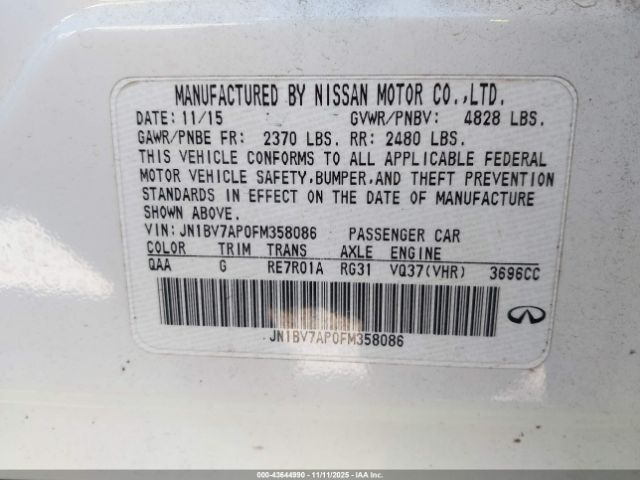 MANUFACTURED BY NISSAN MOTOR CO.,LTD.
DATE: 11/15 GVWR/PNBV: 4828 LBS.
GAWR/PNBE FR: 2370 LBS. RR: 2480 LBS.
THIS VEHICLE CONFORMS TO ALL APPLICABLE FEDERAL
MOTOR VEHICLE SAFETY,BUMPER,AND THEFT PREVENTION
STANDARDS IN EFFECT ON THE DATE OF MANUFACTURE
SHOWN ABOVE.
VIN: JN1BV7AP0FM358086 PASSENGER CAR
COLOR TRIM TRANS AXLE ENGINE
QAA G RE7R01A RG31 VQ37(VHR) 3696CC
JN1BV7AP0FM358086
000-43644990 - 11/11/2025 - IAA Inc.